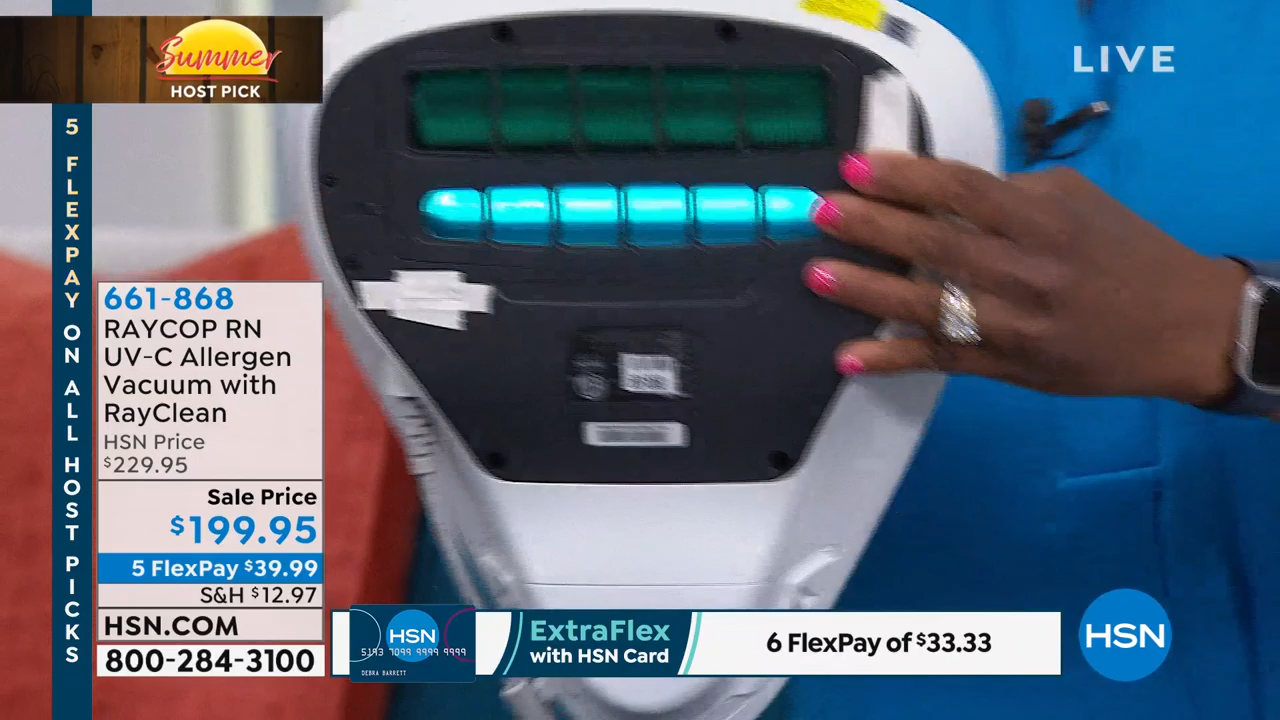 Summer
HOST PICK
LIVE
5 FLEXPAY ON ALL HOST PICKS
661-868
RAYCOP RN
UV-C Allergen
Vacuum with
RayClean
HSN Price
$229.95
Sale Price
$199.95
5 FlexPay $39.99
S&H $12.97
HSN.COM
800-284-3100
HSN
5193 7099 9999 9999
DEBRA BARRETT
ExtraFlex
with HSN Card
6 FlexPay of $33.33
HSN